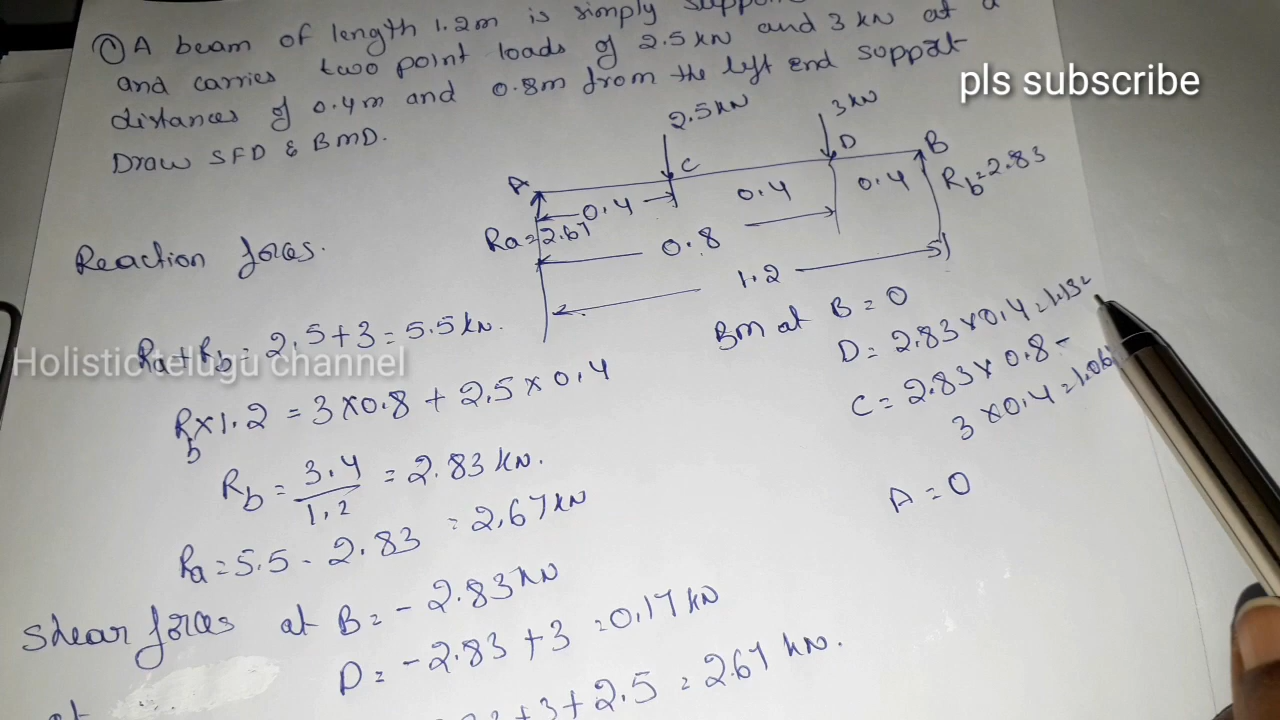 1) A beam of length 1.2m is simply
and carries two point loads of 2.5 kN and 3 kN at
distances of 0.4m and 0.8m from the left end support
Draw SFD & BMD.
pls subscribe
2.5 kN
3 kN
A
C
D
B
0.4
0.4
0.4
Ra=2.67
Rb=2.83
0.8
1.2
Reaction forces.
Ra+Rb= 2.5+3 = 5.5 kN.
Holistic telugu channel
Rb×1.2 = 3×0.8 + 2.5×0.4
Rb = 3.4/1.2 = 2.83 kN.
Ra = 5.5 - 2.83 = 2.67 kN
Bm at B = 0
D = 2.83×0.4 = 1.132
C = 2.83×0.8 -
3×0.4 = 1.06
A = 0
Shear forces at B = - 2.83 kN
D = - 2.83 + 3 = 0.17 kN
+3+2.5 = 2.67 kN.